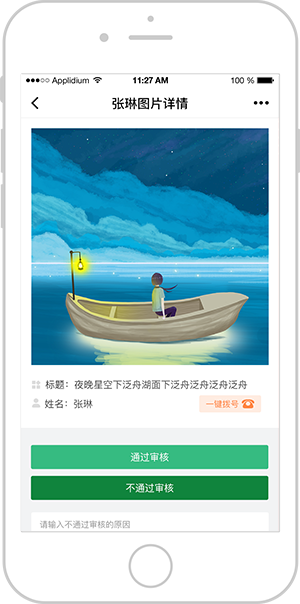 Applidium 11:27 AM 100 %
张琳图片详情
标题：夜晚星空下泛舟湖面下泛舟泛舟泛舟泛舟
姓名：张琳 一键拨号
通过审核
不通过审核
请输入不通过审核的原因